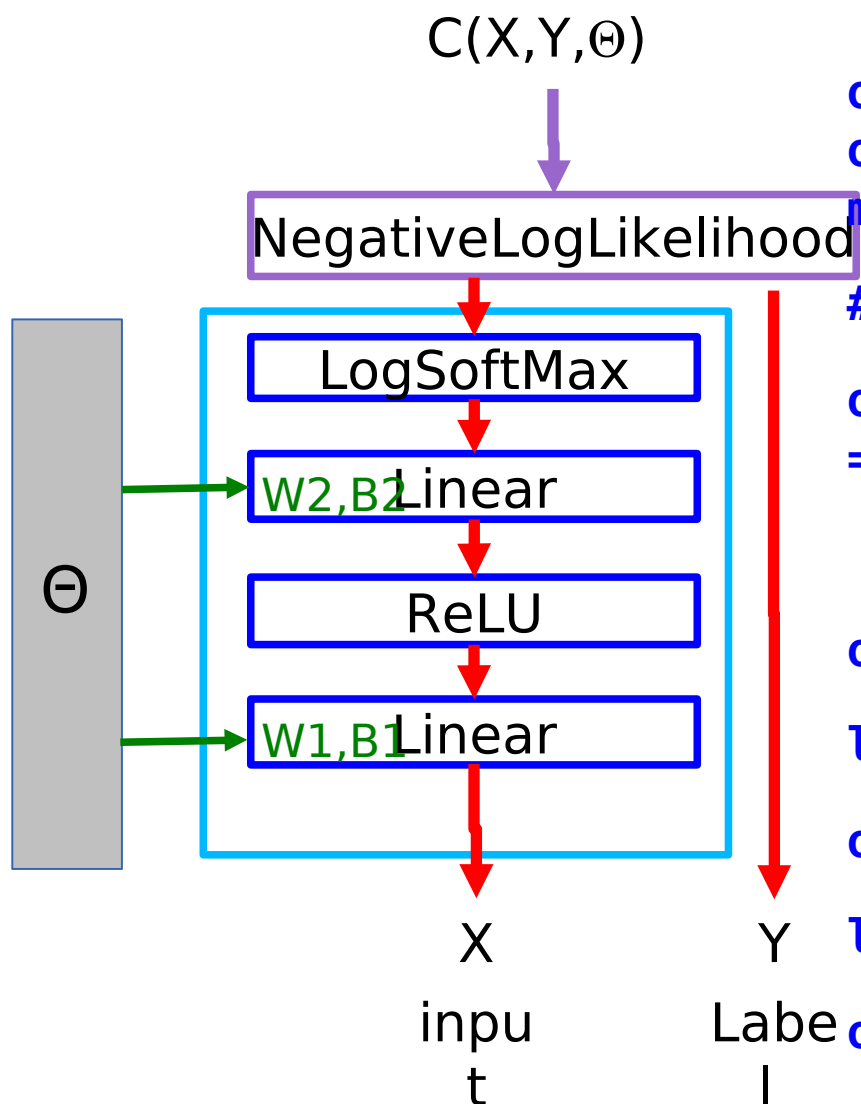 C(X,Y,Θ)
NegativeLogLikelihood
LogSoftMax
W2,B2 Linear
Θ
ReLU
W1,B1 Linear
X
Y
inpu
t
Labe
l
#
=